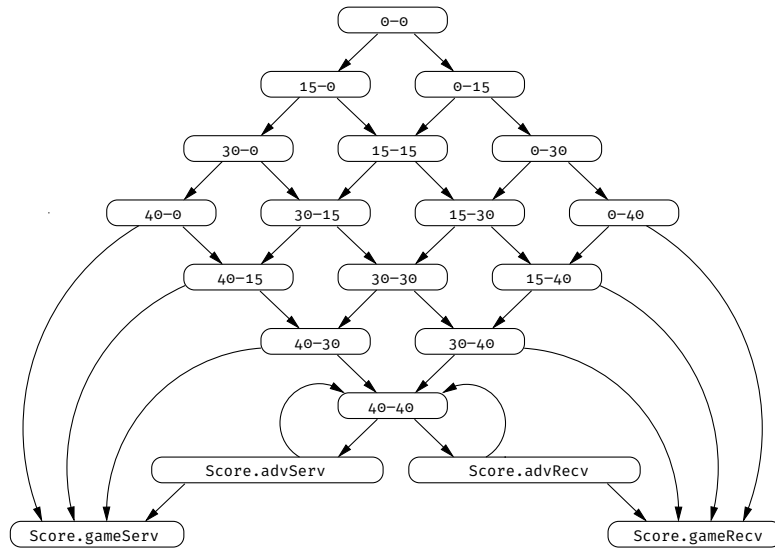 0–0
15–0 0–15
30–0 15–15 0–30
40–0 30–15 15–30 0–40
40–15 30–30 15–40
40–30 30–40
40–40
Score.advServ Score.advRecv
Score.gameServ Score.gameRecv